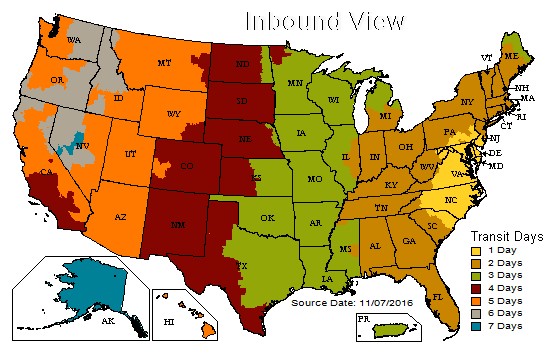 Inbound View
WA
OR
CA
NV
ID
MT
WY
UT
AZ
CO
NM
ND
SD
NE
KS
OK
TX
MN
IA
MO
AR
LA
WI
IL
MS
MI
IN
OH
KY
TN
AL
GA
FL
SC
NC
VA
WV
PA
NY
VT
ME
NH
MA
RI
CT
NJ
DE
MD
AK
HI
PR
Source Date: 11/07/2016
Transit Days
1 Day
2 Days
3 Days
4 Days
5 Days
6 Days
7 Days